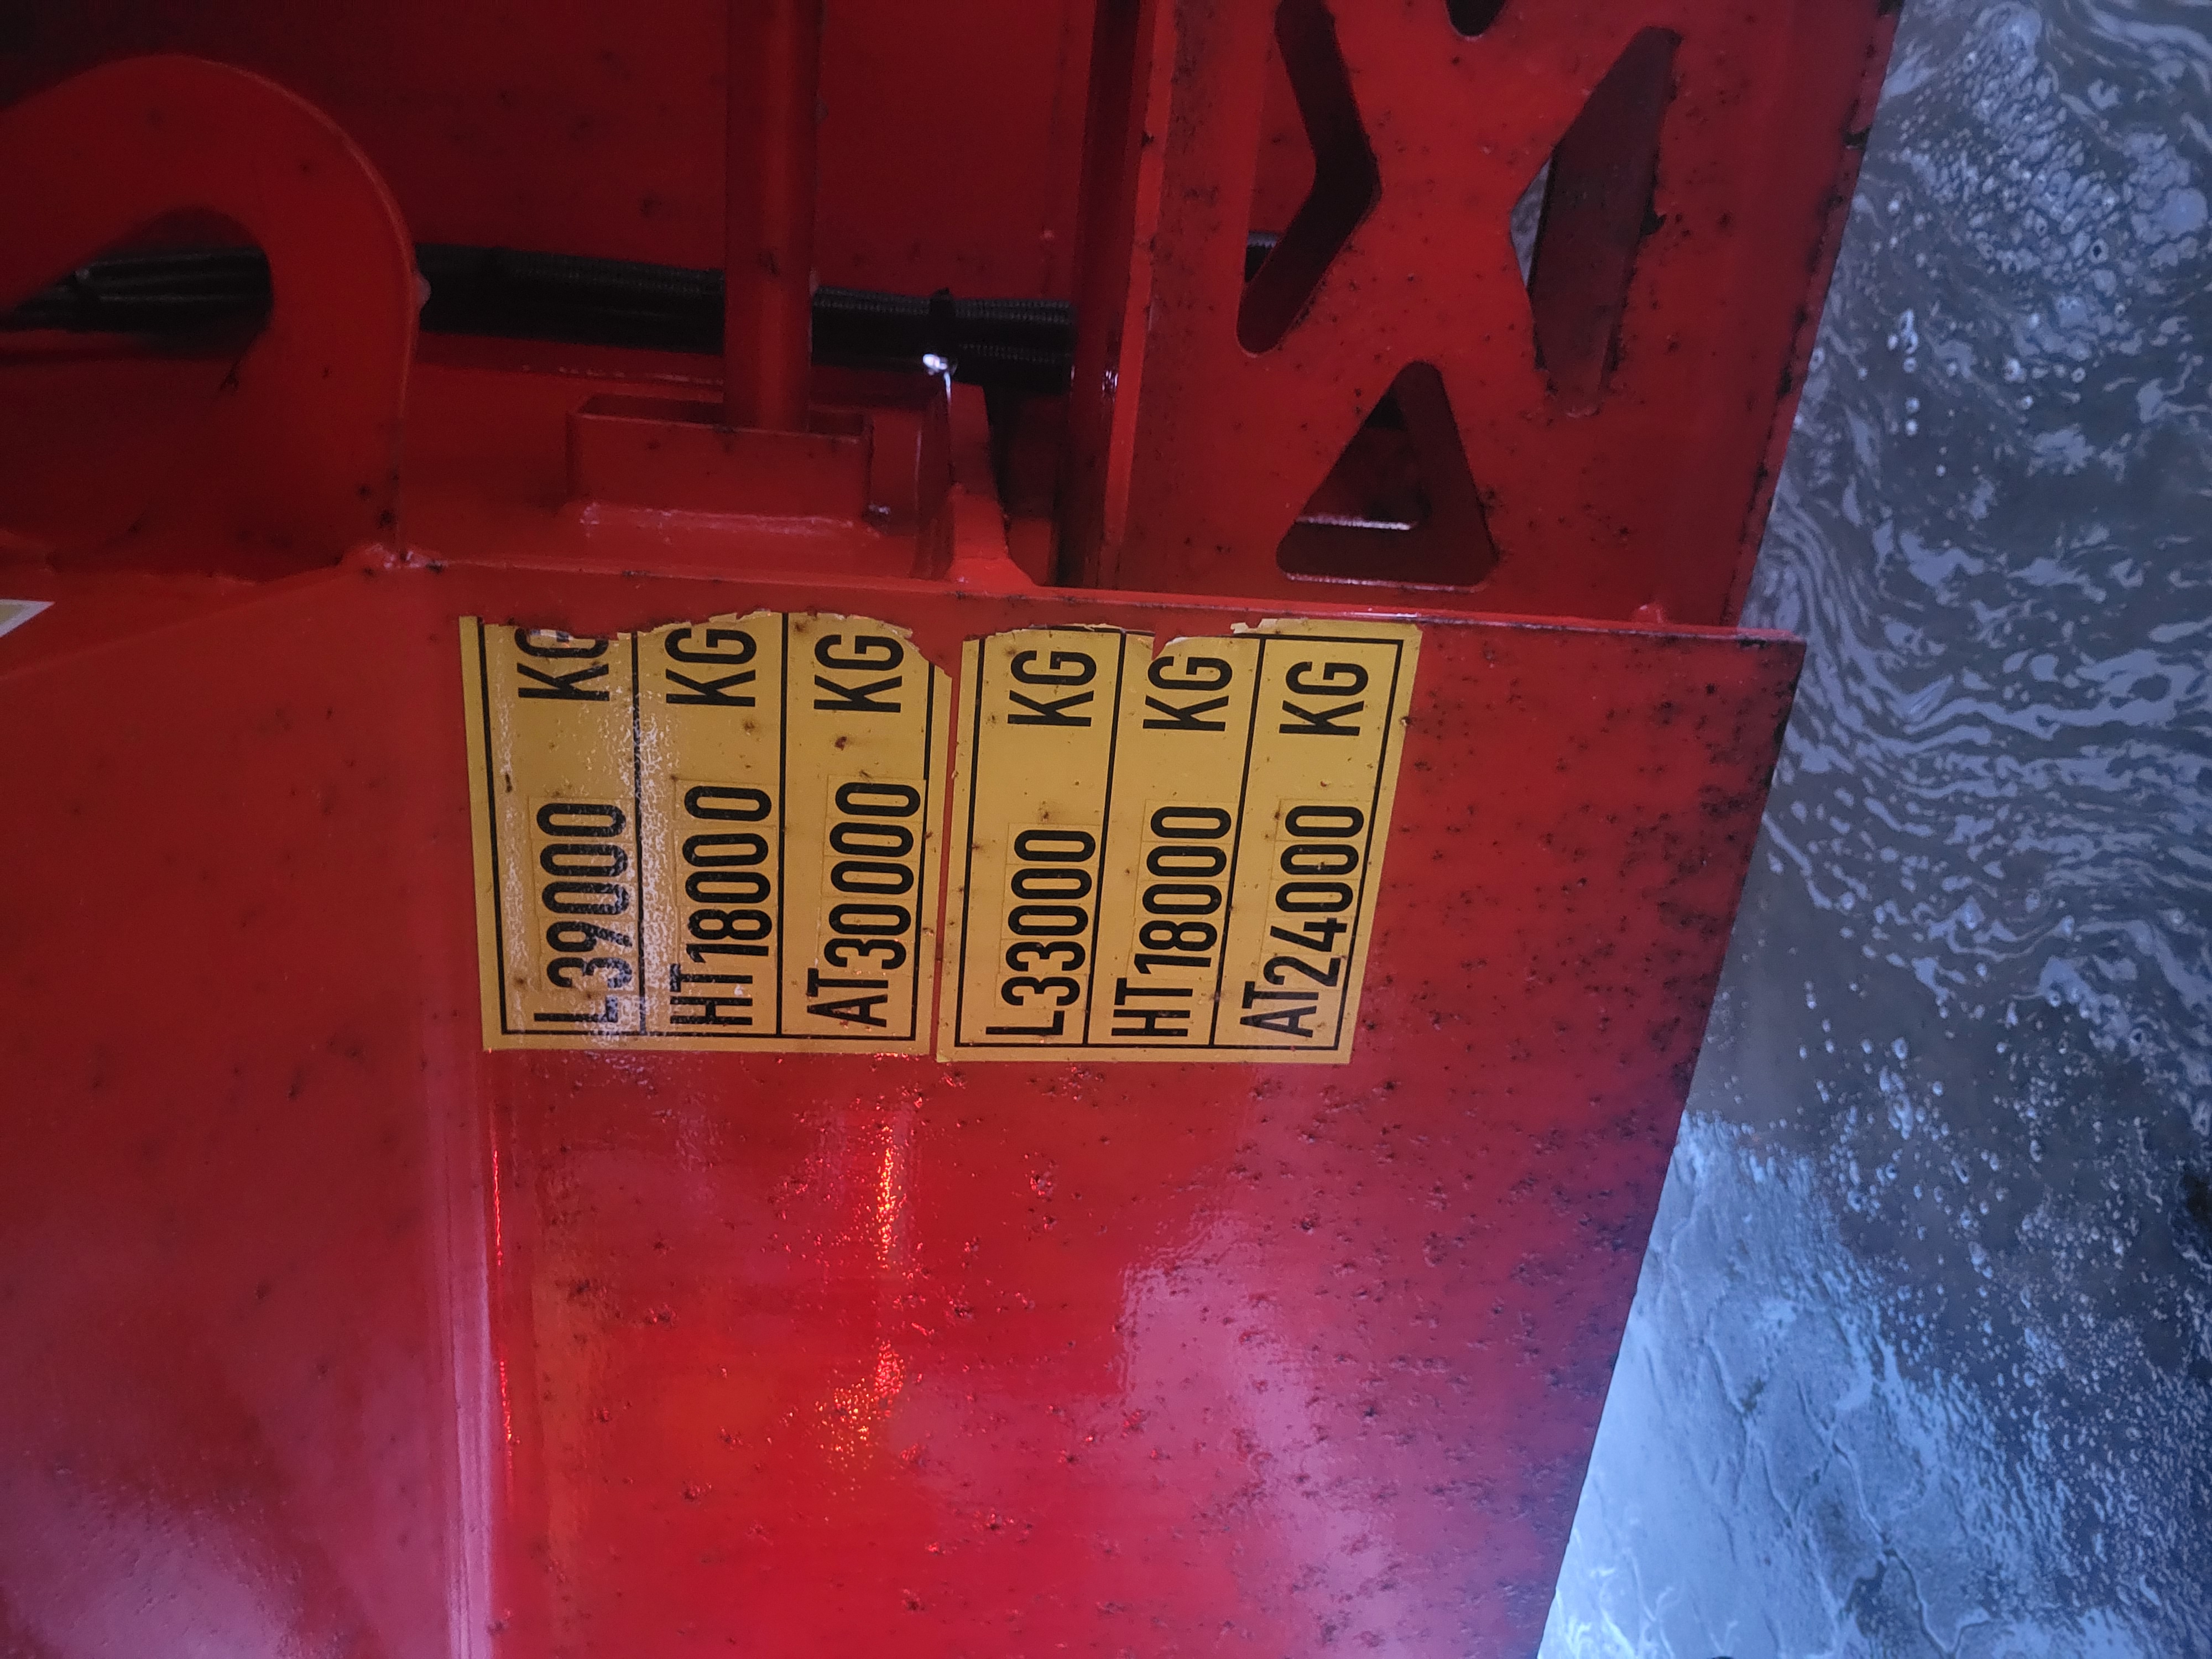 L39000 KG
HT18000 KG
AT30000 KG
L33000 KG
HT18000 KG
AT24000 KG